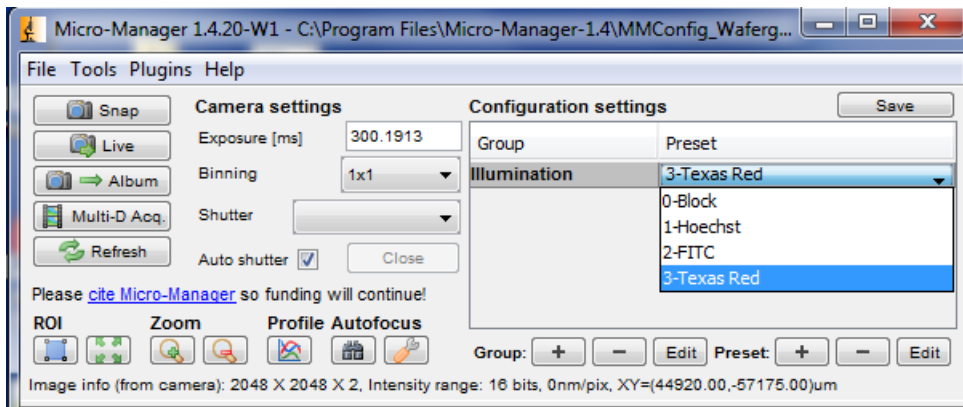 Micro-Manager 1.4.20-W1 - C:\Program Files\Micro-Manager-1.4\MMConfig_Waferg...
File Tools Plugins Help
Snap
Live
Album
Multi-D Acq.
Refresh
Camera settings
Exposure [ms] 300.1913
Binning 1x1
Shutter
Auto shutter Close
Configuration settings Save
Group Preset
Illumination 3-Texas Red
0-Block
1-Hoechst
2-FITC
3-Texas Red
Please cite Micro-Manager so funding will continue!
ROI Zoom Profile Autofocus
Group: + − Edit Preset: + − Edit
Image info (from camera): 2048 X 2048 X 2, Intensity range: 16 bits, 0nm/pix, XY=(44920.00,-57175.00)um